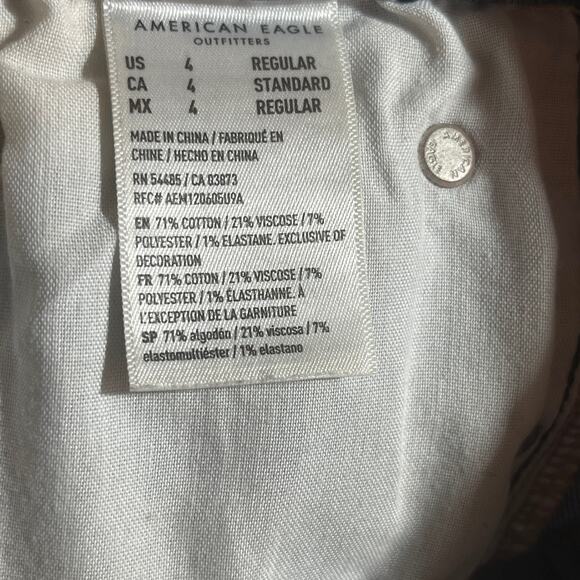 AMERICAN EAGLE
OUTFITTERS
US 4 REGULAR
CA 4 STANDARD
MX 4 REGULAR
MADE IN CHINA / FABRIQUÉ EN
CHINE / HECHO EN CHINA
RN 54485 / CA 03873
RFC# AEM120605U9A
EN 71% COTTON / 21% VISCOSE / 7%
POLYESTER / 1% ELASTANE. EXCLUSIVE OF
DECORATION
FR 71% COTON / 21% VISCOSE / 7%
POLYESTER / 1% ÉLASTHANNE. À
L'EXCEPTION DE LA GARNITURE
SP 71% algodón / 21% viscosa / 7%
elastomultiéster / 1% elastano
AMERICAN